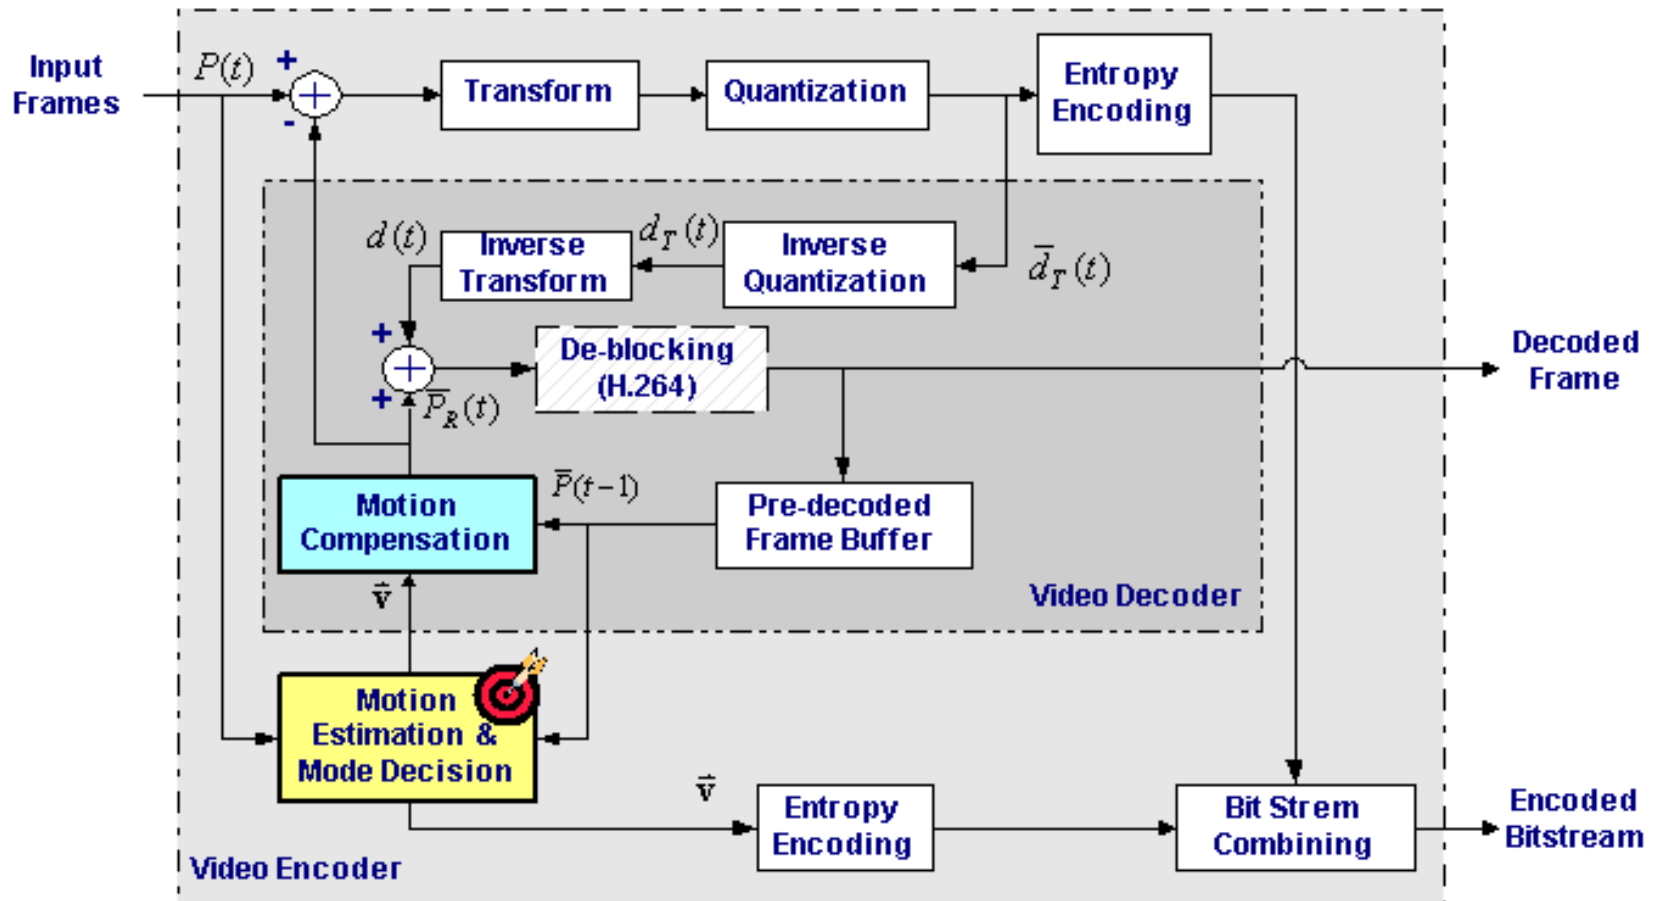 Input
Frames
P(t)
+
-
Transform
Quantization
Entropy
Encoding
d(t)
Inverse
Transform
d_T(t)
Inverse
Quantization
d̅_T(t)
+
+
P̅_R(t)
De-blocking
(H.264)
Decoded
Frame
Motion
Compensation
P̅(t−1)
Pre-decoded
Frame Buffer
v⃗
Video Decoder
Motion
Estimation &
Mode Decision
v⃗
Entropy
Encoding
Bit Strem
Combining
Encoded
Bitstream
Video Encoder